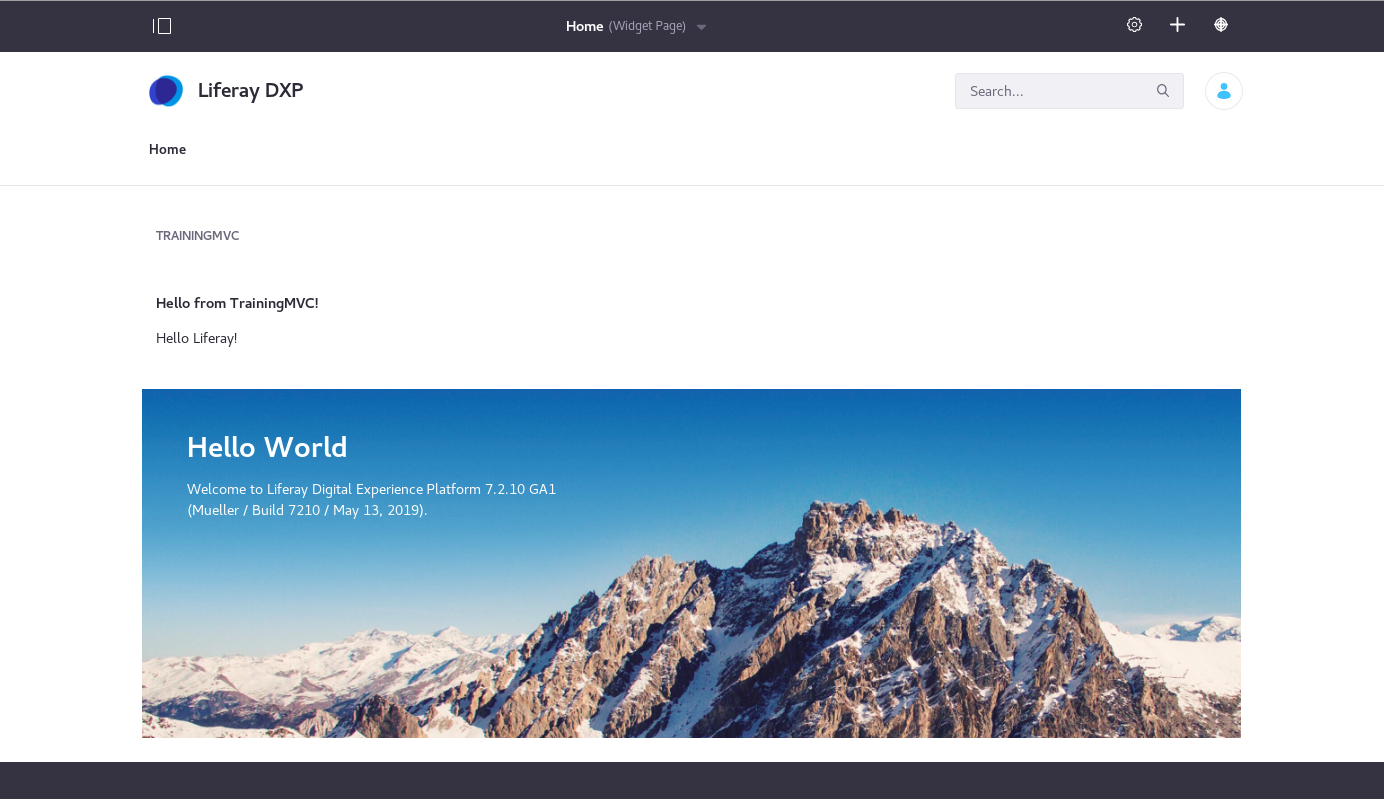 Home (Widget Page)
Liferay DXP
Search...
Home
TRAININGMVC
Hello from TrainingMVC!
Hello Liferay!
Hello World
Welcome to Liferay Digital Experience Platform 7.2.10 GA1
(Mueller / Build 7210 / May 13, 2019).